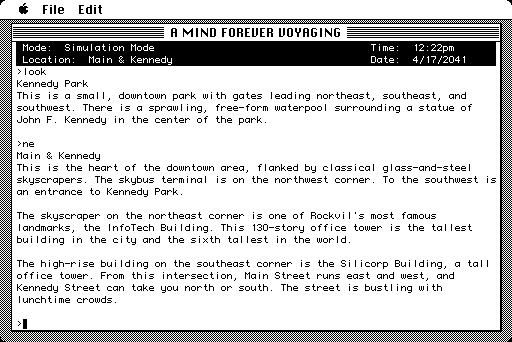 File Edit
A MIND FOREVER VOYAGING
Mode: Simulation Mode Time: 12:22pm
Location: Main & Kennedy Date: 4/17/2041
>look
Kennedy Park
This is a small, downtown park with gates leading northeast, southeast, and
southwest. There is a sprawling, free-form waterpool surrounding a statue of
John F. Kennedy in the center of the park.

>ne
Main & Kennedy
This is the heart of the downtown area, flanked by classical glass-and-steel
skyscrapers. The skybus terminal is on the northwest corner. To the southwest is
an entrance to Kennedy Park.

The skyscraper on the northeast corner is one of Rockvil's most famous
landmarks, the InfoTech Building. This 130-story office tower is the tallest
building in the city and the sixth tallest in the world.

The high-rise building on the southeast corner is the Silicorp Building, a tall
office tower. From this intersection, Main Street runs east and west, and
Kennedy Street can take you north or south. The street is bustling with
lunchtime crowds.

>